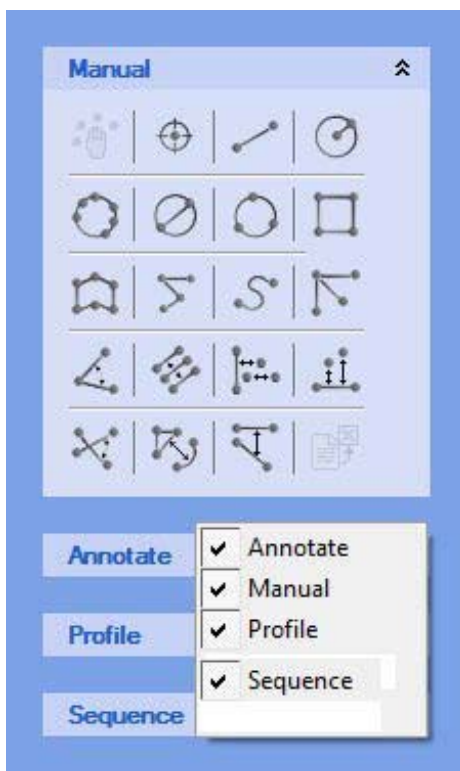 Manual
Annotate
Annotate
Manual
Profile
Profile
Sequence
Sequence